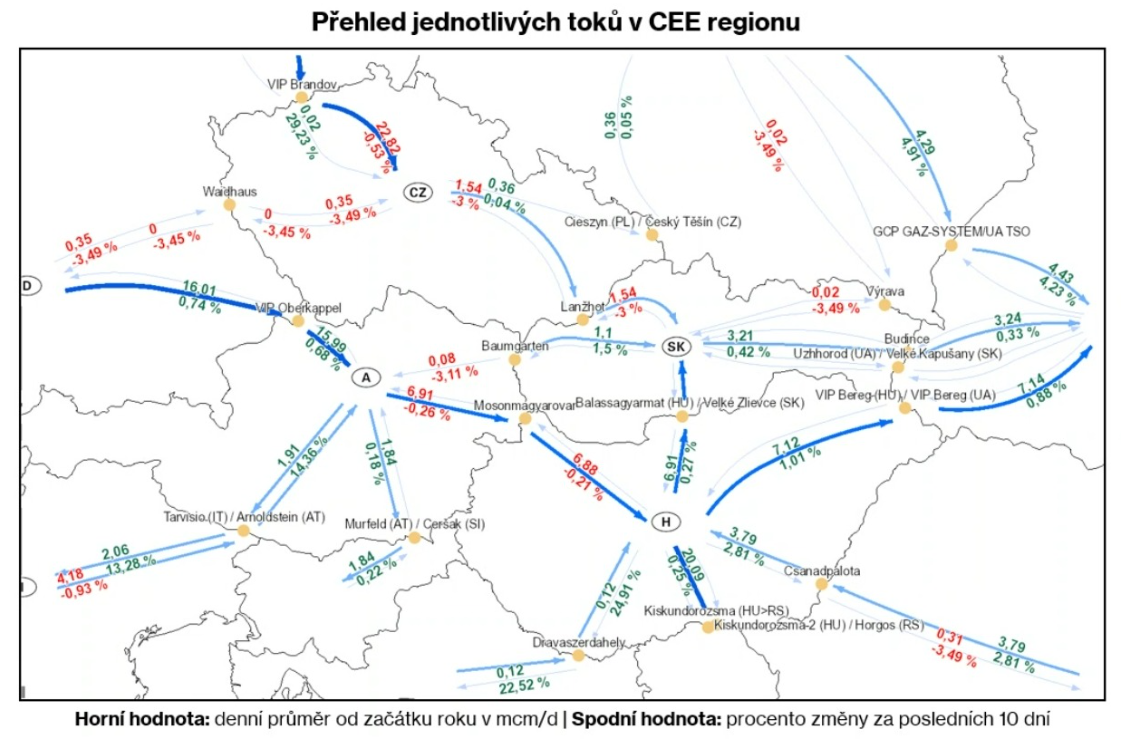 Přehled jednotlivých toků v CEE regionu
VIP Brandov
0,02
29,23 %
22,82
-0,53 %
0,36
0,05 %
0,02
-3,49 %
4,29
4,91 %
Waidhaus
CZ
1,54
-3 %
0,36
0,04 %
0,35
-3,49 %
0
-3,45 %
0
-3,45 %
0,35
-3,49 %
Cieszyn (PL) / Český Těšín (CZ)
GCP GAZ-SYSTEM/UA TSO
4,43
4,23 %
D
16,01
0,74 %
VIP Oberkappel
15,99
0,68 %
Lanžhot
1,54
-3 %
0,02
-3,49 %
Výrava
Baumgarten
1,1
1,5 %
SK
3,21
0,42 %
Budince
3,24
0,33 %
Uzhhorod (UA) / Velké Kapušany (SK)
A
0,08
-3,11 %
6,91
-0,26 %
Mosonmagyarovar
Balassagyarmat (HU) / Velké Zlievce (SK)
VIP Bereg (HU) / VIP Bereg (UA)
7,14
0,88 %
1,91
14,36 %
1,84
0,18 %
6,88
-0,21 %
6,91
0,27 %
7,12
1,01 %
Tarvisio (IT) / Arnoldstein (AT)
Murfeld (AT) / Ceršak (SI)
H
2,06
13,28 %
4,18
-0,93 %
1,84
0,22 %
0,12
24,91 %
20,09
0,25 %
3,79
2,81 %
Csanadpalota
Kiskundorozsma (HU>RS)
Kiskundorozsma-2 (HU) / Horgos (RS)
0,31
-3,49 %
3,79
2,81 %
Dravaszerdahely
0,12
22,52 %
Horní hodnota: denní průměr od začátku roku v mcm/d | Spodní hodnota: procento změny za posledních 10 dní